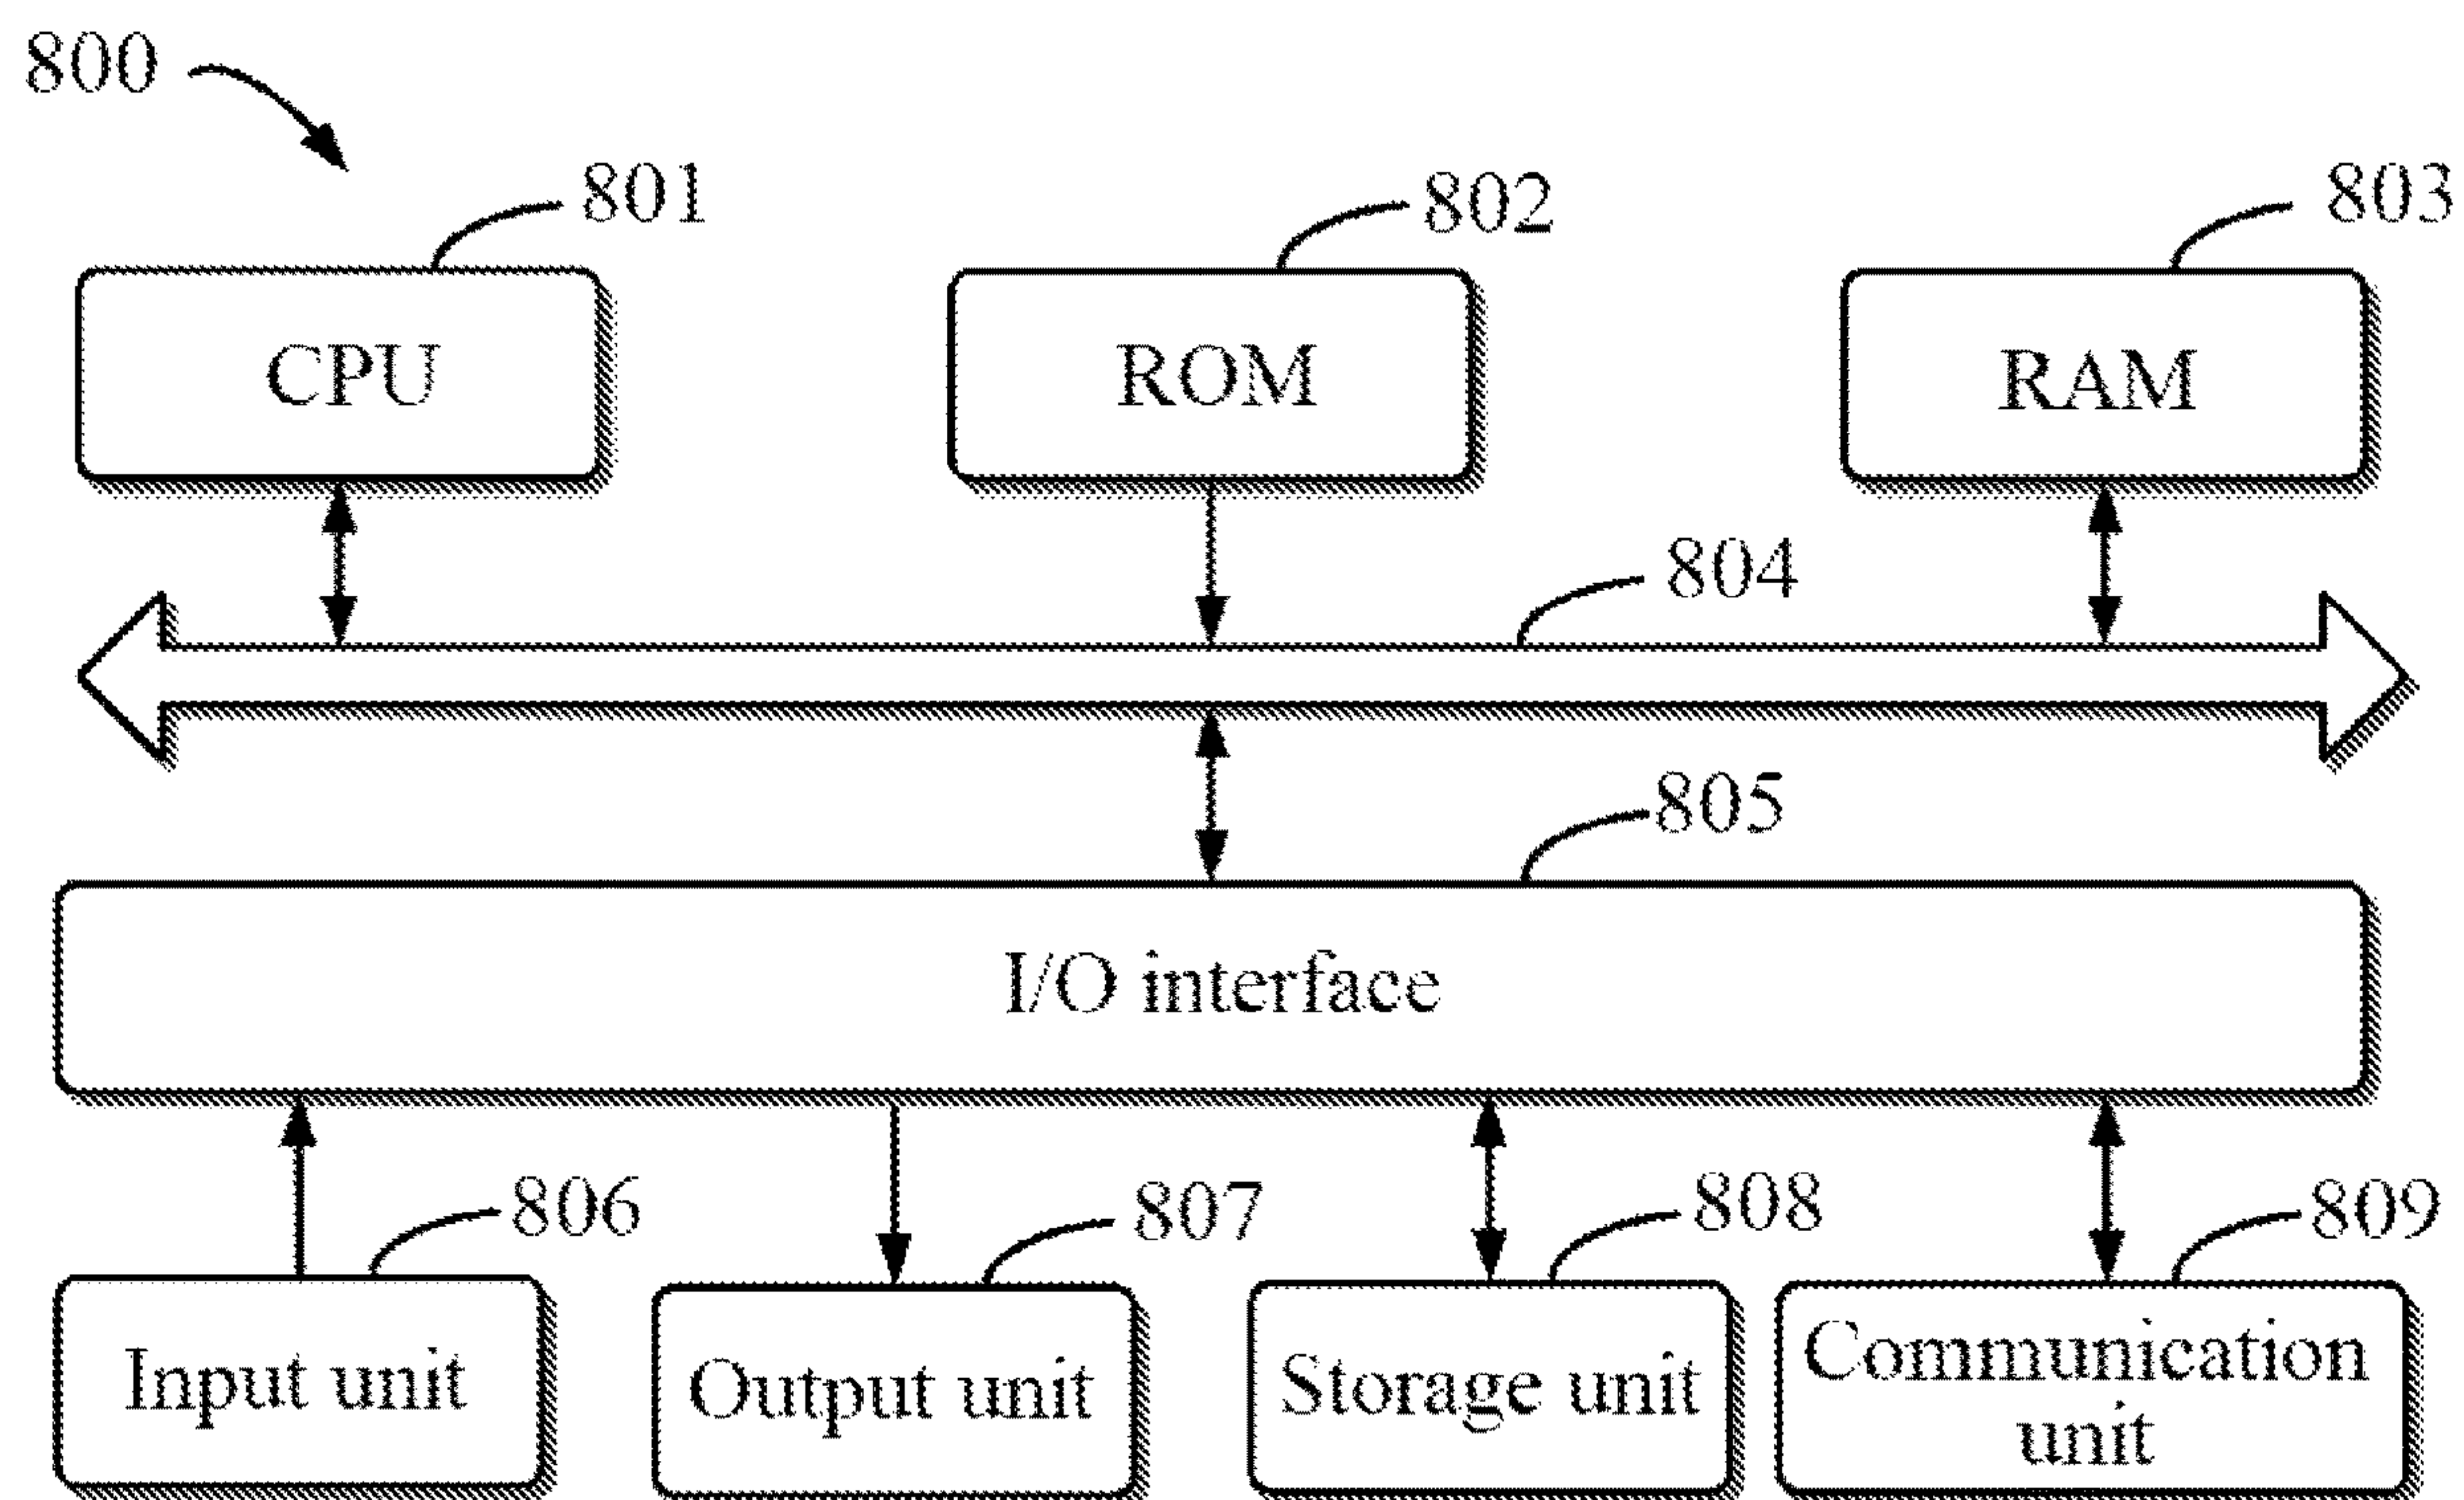 800
801
802
803
CPU
ROM
RAM
804
805
I/O interface
806
807
808
809
Input unit
Output unit
Storage unit
Communication
unit